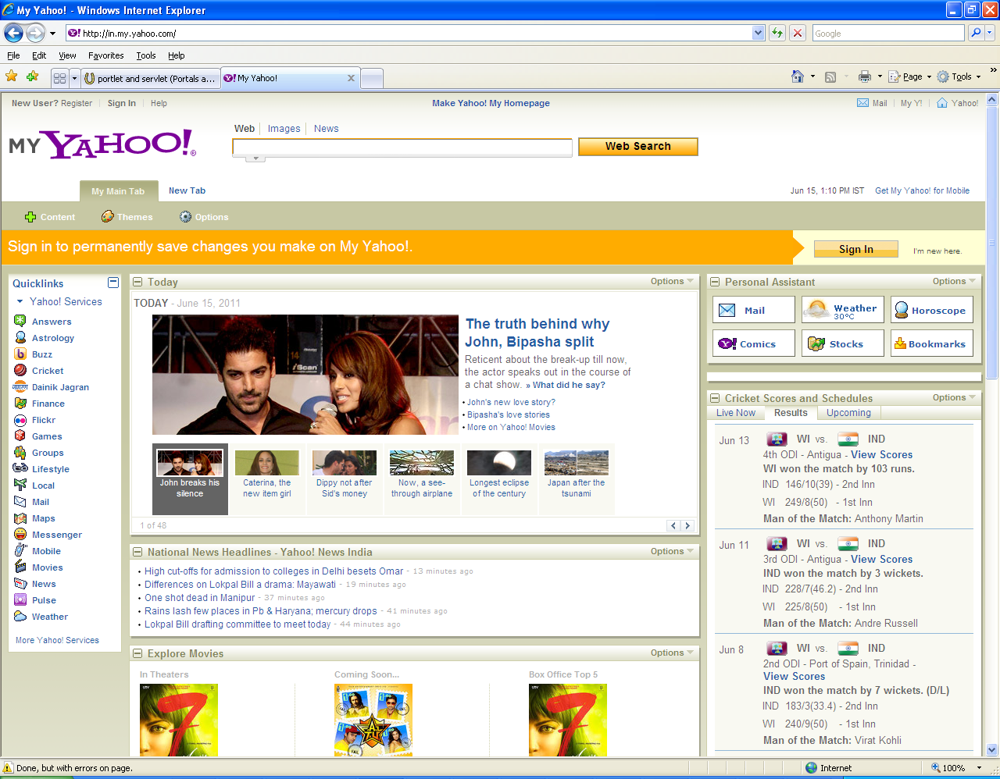 My Yahoo! - Windows Internet Explorer
http://in.my.yahoo.com/
Google
File Edit View Favorites Tools Help
portlet and servlet (Portals a...
My Yahoo!
Page Tools
New User? Register Sign In Help
Make Yahoo! My Homepage
Mail My Y! Yahoo!
MY YAHOO!®
Web Images News
Web Search
My Main Tab New Tab
Jun 15, 1:10 PM IST Get My Yahoo! for Mobile
Content Themes Options
Sign in to permanently save changes you make on My Yahoo!.
Sign In
I'm new here.
Quicklinks
Yahoo! Services
Answers
Astrology
Buzz
Cricket
Dainik Jagran
Finance
Flickr
Games
Groups
Lifestyle
Local
Mail
Maps
Messenger
Mobile
Movies
News
Pulse
Weather
More Yahoo! Services
Today
Options
TODAY - June 15, 2011
iScan
The truth behind why
John, Bipasha split
Reticent about the break-up till now,
the actor speaks out in the course of
a chat show. » What did he say?
• John's new love story?
• Bipasha's love stories
• More on Yahoo! Movies
John breaks his
silence
Caterina, the
new item girl
Dippy not after
Sid's money
Now, a see-
through airplane
Longest eclipse
of the century
Japan after the
tsunami
1 of 48
National News Headlines - Yahoo! News India
Options
• High cut-offs for admission to colleges in Delhi besets Omar - 13 minutes ago
• Differences on Lokpal Bill a drama: Mayawati - 19 minutes ago
• One shot dead in Manipur - 37 minutes ago
• Rains lash few places in Pb & Haryana; mercury drops - 41 minutes ago
• Lokpal Bill drafting committee to meet today - 44 minutes ago
Explore Movies
Options
In Theaters
7
Coming Soon...
FAIL
FAIL
Box Office Top 5
7
Personal Assistant
Options
Mail
Weather
30°C
Horoscope
Comics
Stocks
Bookmarks
Cricket Scores and Schedules
Options
Live Now Results Upcoming
Jun 13 WI vs. IND
4th ODI - Antigua - View Scores
WI won the match by 103 runs.
IND 146/10(39) - 2nd Inn
WI 249/8(50) - 1st Inn
Man of the Match: Anthony Martin
Jun 11 WI vs. IND
3rd ODI - Antigua - View Scores
IND won the match by 3 wickets.
IND 228/7(46.2) - 2nd Inn
WI 225/8(50) - 1st Inn
Man of the Match: Andre Russell
Jun 8 WI vs. IND
2nd ODI - Port of Spain, Trinidad -
View Scores
IND won the match by 7 wickets. (D/L)
IND 183/3(33.4) - 2nd Inn
WI 240/9(50) - 1st Inn
Man of the Match: Virat Kohli
Done, but with errors on page.
Internet
100%